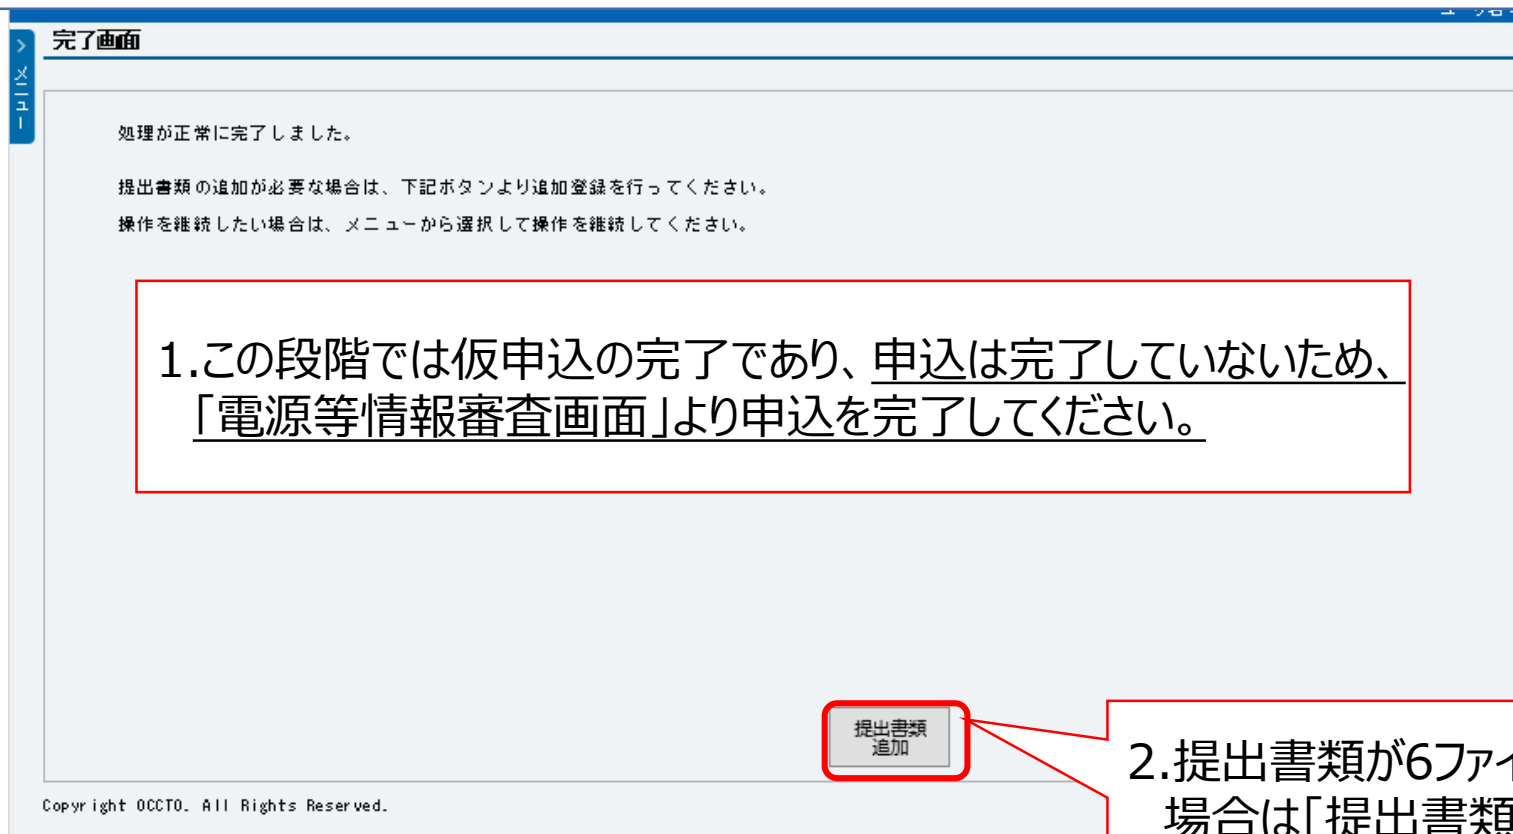 完了画面
メニュー
処理が正常に完了しました。
提出書類の追加が必要な場合は、下記ボタンより追加登録を行ってください。
操作を継続したい場合は、メニューから選択して操作を継続してください。
1.この段階では仮申込の完了であり、申込は完了していないため、
「電源等情報審査画面」より申込を完了してください。
提出書類
追加
2.提出書類が6ファイ
場合は「提出書類
Copyright OCCTO. All Rights Reserved.